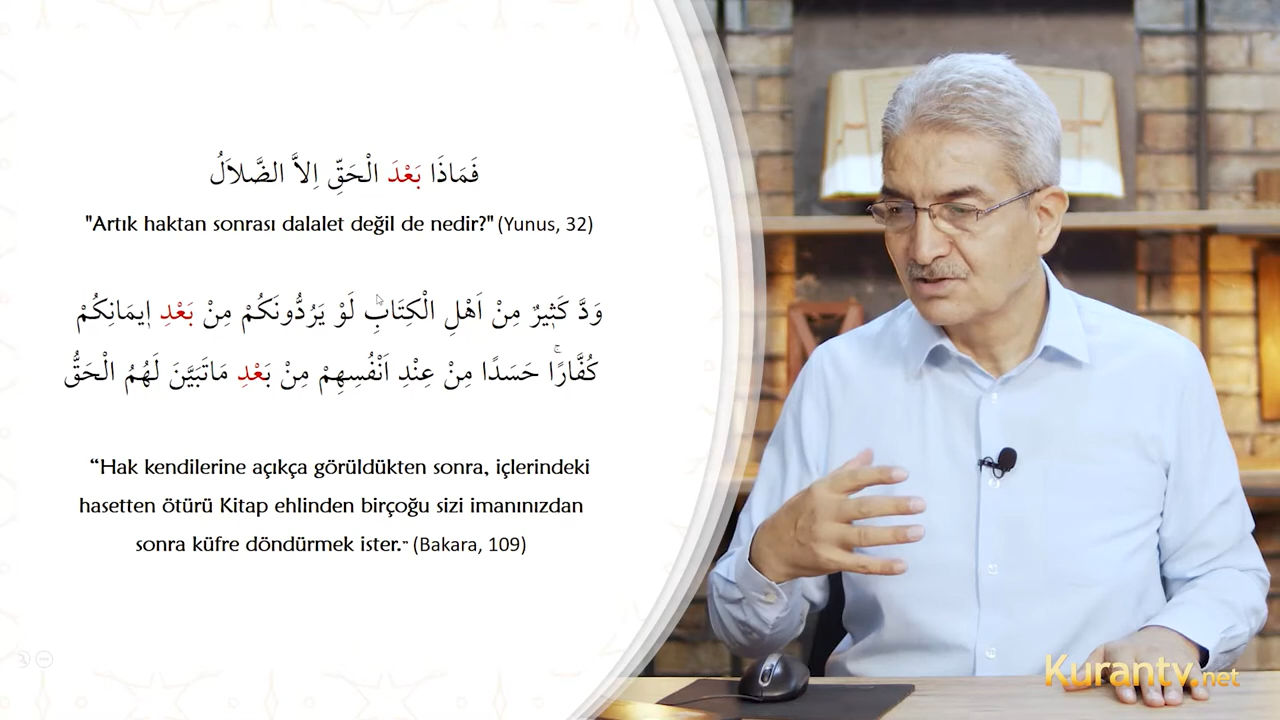 فَمَاذَا بَعْدَ الْحَقِّ اِلاَّ الضَّلاَلُ
"Artık haktan sonrası dalalet değil de nedir?" (Yunus, 32)
وَدَّ كَثٖيرٌ مِنْ اَهْلِ الْكِتَابِ لَوْ يَرُدُّونَكُمْ مِنْ بَعْدِ اٖيمَانِكُمْ
كُفَّارًاۚ حَسَدًا مِنْ عِنْدِ اَنْفُسِهِمْ مِنْ بَعْدِ مَاتَبَيَّنَ لَهُمُ الْحَقُّ
“Hak kendilerine açıkça görüldükten sonra, içlerindeki
hasetten ötürü Kitap ehlinden birçoğu sizi imanınızdan
sonra küfre döndürmek ister.” (Bakara, 109)
Kurantv.net